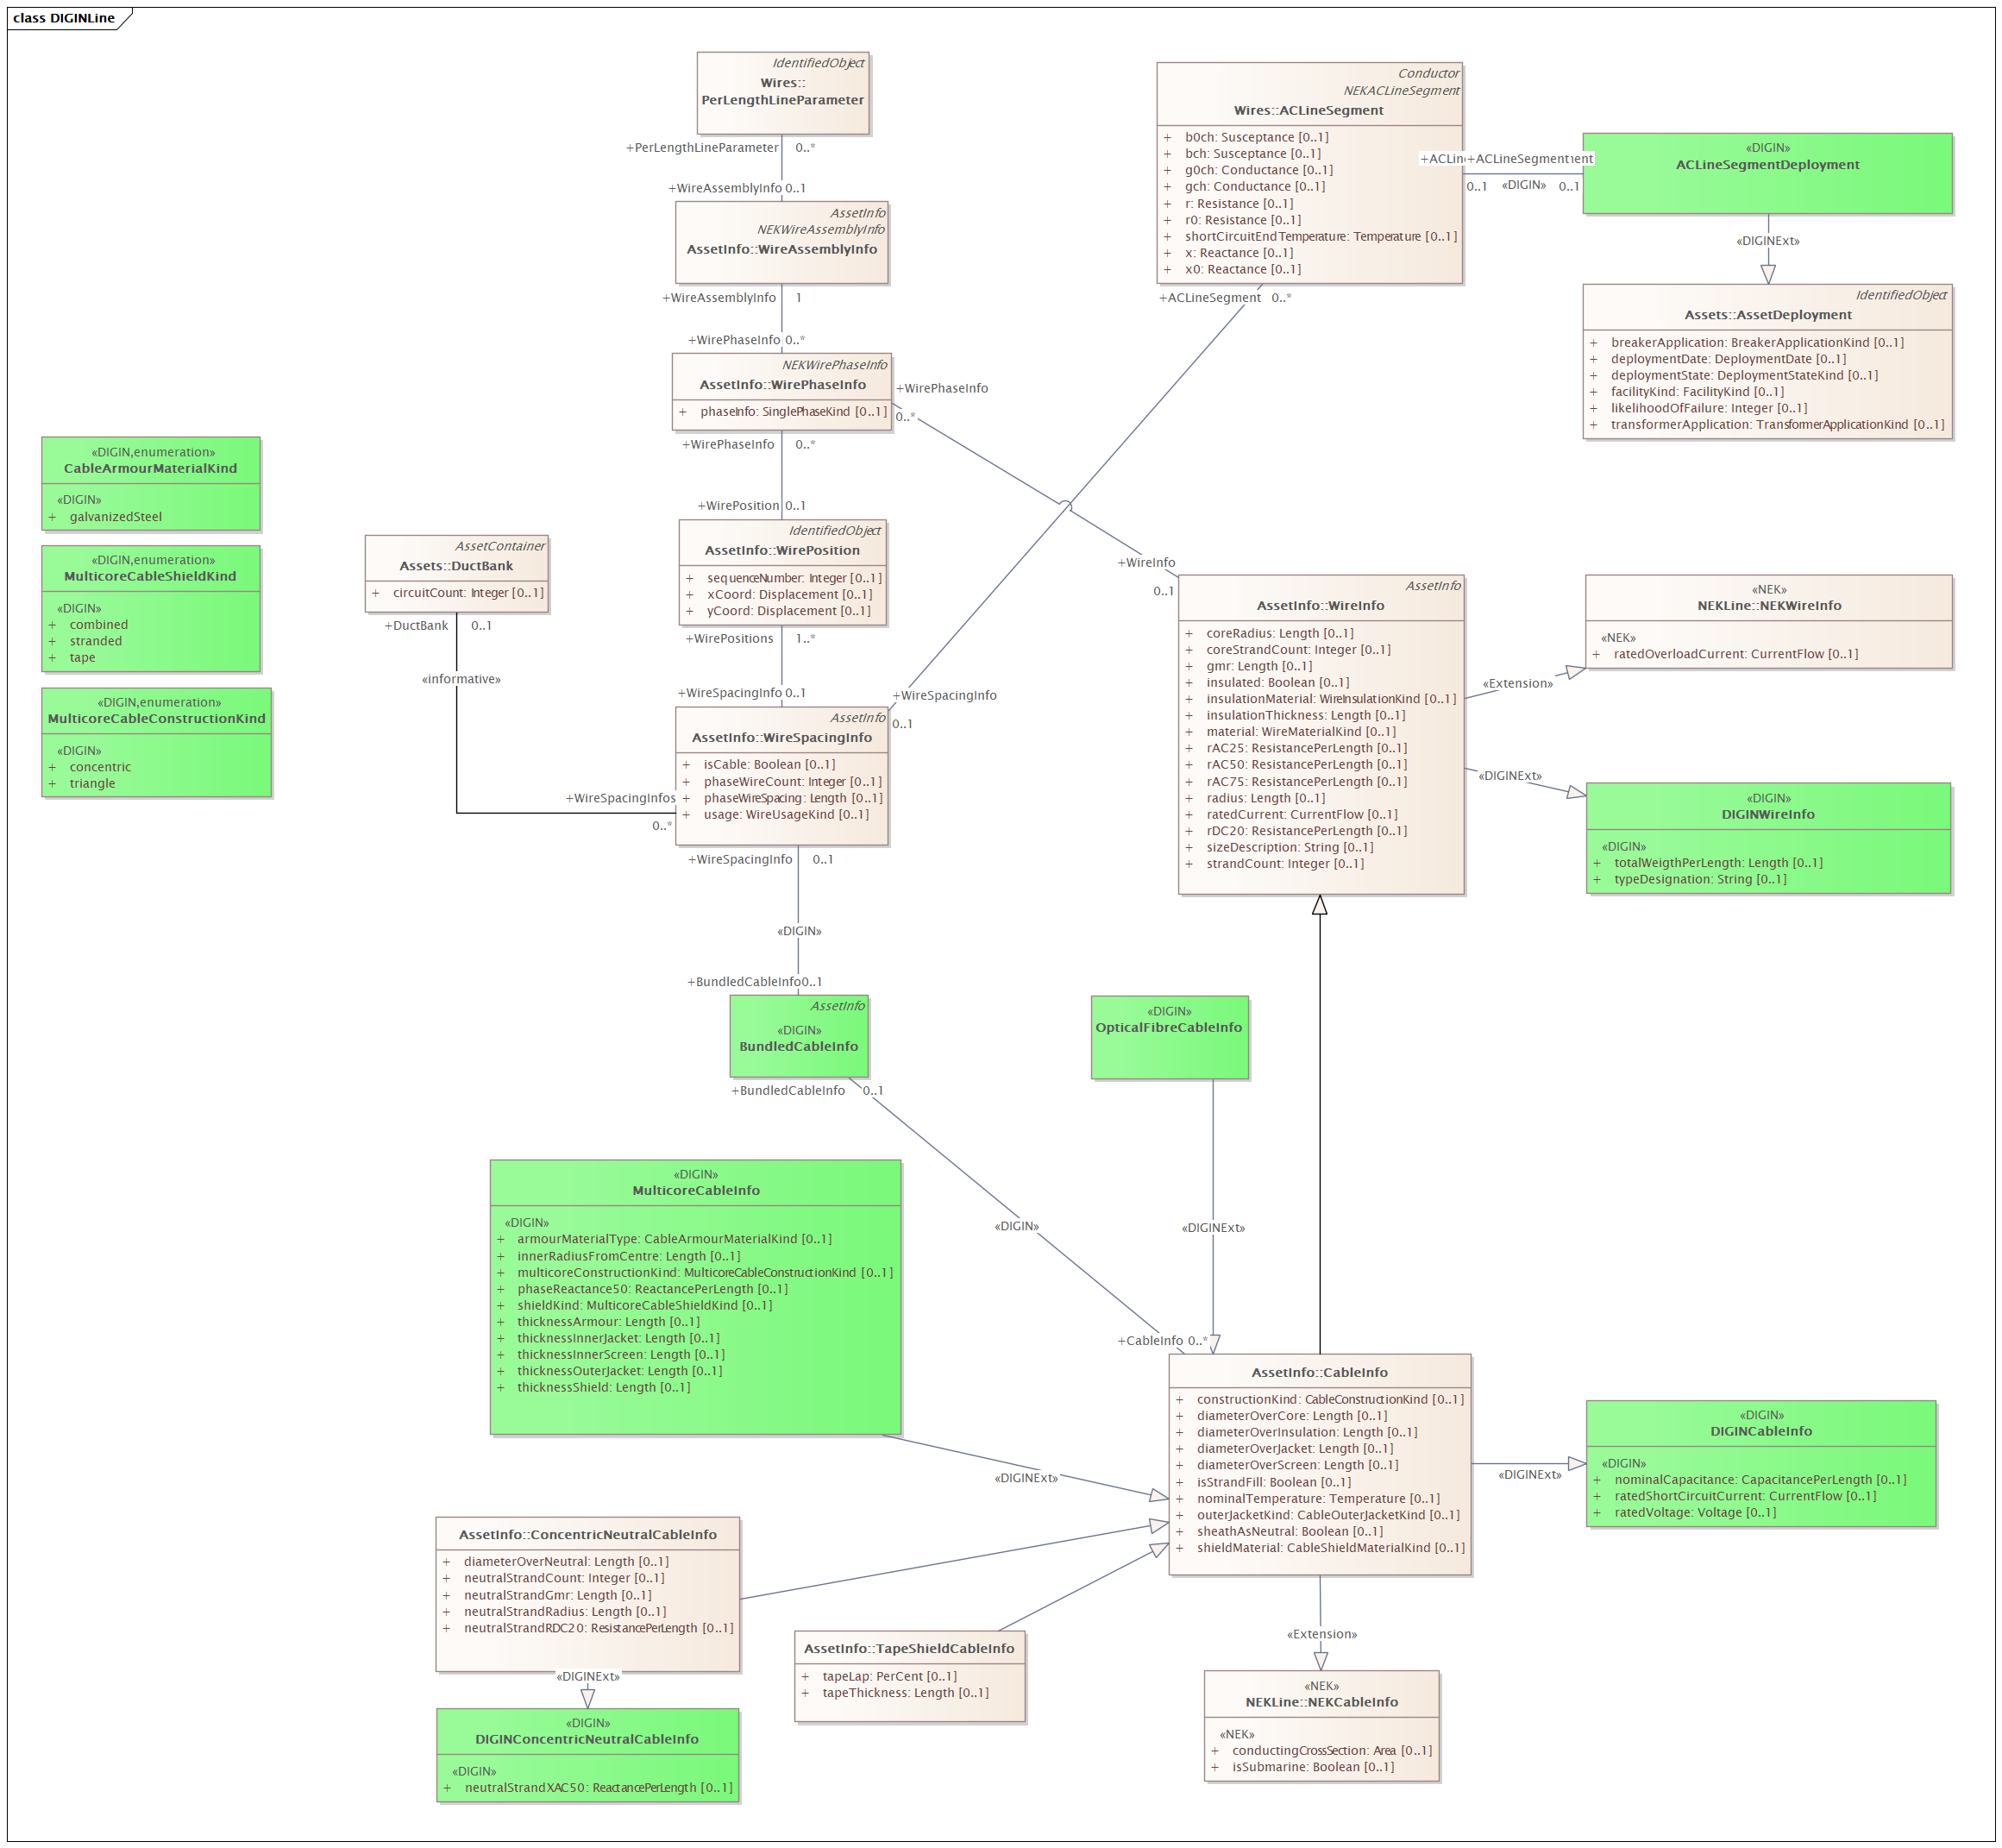 class DIGINLine
IdentifiedObject
Wires::
PerLengthLineParameter
+PerLengthLineParameter 0..*
+WireAssemblyInfo 0..1
AssetInfo
NEKWireAssemblyInfo
AssetInfo::WireAssemblyInfo
+WireAssemblyInfo 1
+WirePhaseInfo 0..*
NEKWirePhaseInfo
AssetInfo::WirePhaseInfo
+ phaseInfo: SinglePhaseKind [0..1]
+WirePhaseInfo
0..*
+WirePhaseInfo 0..*
+WirePosition 0..1
IdentifiedObject
AssetInfo::WirePosition
+ sequenceNumber: Integer [0..1]
+ xCoord: Displacement [0..1]
+ yCoord: Displacement [0..1]
+WirePositions 1..*
+WireSpacingInfo 0..1
AssetInfo
AssetInfo::WireSpacingInfo
+ isCable: Boolean [0..1]
+ phaseWireCount: Integer [0..1]
+ phaseWireSpacing: Length [0..1]
+ usage: WireUsageKind [0..1]
+WireSpacingInfo
0..1
+WireSpacingInfo 0..1
«DIGIN»
+BundledCableInfo 0..1
AssetInfo
«DIGIN»
BundledCableInfo
+BundledCableInfo 0..1
«DIGIN»
+CableInfo 0..*
Conductor
NEKACLineSegment
Wires::ACLineSegment
+ b0ch: Susceptance [0..1]
+ bch: Susceptance [0..1]
+ g0ch: Conductance [0..1]
+ gch: Conductance [0..1]
+ r: Resistance [0..1]
+ r0: Resistance [0..1]
+ shortCircuitEndTemperature: Temperature [0..1]
+ x: Reactance [0..1]
+ x0: Reactance [0..1]
+ACLineSegment 0..*
+ACLin +ACLineSegment ent
0..1 «DIGIN» 0..1
«DIGIN»
ACLineSegmentDeployment
«DIGINExt»
IdentifiedObject
Assets::AssetDeployment
+ breakerApplication: BreakerApplicationKind [0..1]
+ deploymentDate: DeploymentDate [0..1]
+ deploymentState: DeploymentStateKind [0..1]
+ facilityKind: FacilityKind [0..1]
+ likelihoodOfFailure: Integer [0..1]
+ transformerApplication: TransformerApplicationKind [0..1]
«DIGIN,enumeration»
CableArmourMaterialKind
«DIGIN»
+ galvanizedSteel
«DIGIN,enumeration»
MulticoreCableShieldKind
«DIGIN»
+ combined
+ stranded
+ tape
«DIGIN,enumeration»
MulticoreCableConstructionKind
«DIGIN»
+ concentric
+ triangle
AssetContainer
Assets::DuctBank
+ circuitCount: Integer [0..1]
+DuctBank 0..1
«informative»
+WireSpacingInfos
0..*
+WireInfo
0..1
AssetInfo
AssetInfo::WireInfo
+ coreRadius: Length [0..1]
+ coreStrandCount: Integer [0..1]
+ gmr: Length [0..1]
+ insulated: Boolean [0..1]
+ insulationMaterial: WireInsulationKind [0..1]
+ insulationThickness: Length [0..1]
+ material: WireMaterialKind [0..1]
+ rAC25: ResistancePerLength [0..1]
+ rAC50: ResistancePerLength [0..1]
+ rAC75: ResistancePerLength [0..1]
+ radius: Length [0..1]
+ ratedCurrent: CurrentFlow [0..1]
+ rDC20: ResistancePerLength [0..1]
+ sizeDescription: String [0..1]
+ strandCount: Integer [0..1]
«Extension»
«NEK»
NEKLine::NEKWireInfo
«NEK»
+ ratedOverloadCurrent: CurrentFlow [0..1]
«DIGINExt»
«DIGIN»
DIGINWireInfo
«DIGIN»
+ totalWeigthPerLength: Length [0..1]
+ typeDesignation: String [0..1]
«DIGIN»
OpticalFibreCableInfo
«DIGINExt»
«DIGIN»
MulticoreCableInfo
«DIGIN»
+ armourMaterialType: CableArmourMaterialKind [0..1]
+ innerRadiusFromCentre: Length [0..1]
+ multicoreConstructionKind: MulticoreCableConstructionKind [0..1]
+ phaseReactance50: ReactancePerLength [0..1]
+ shieldKind: MulticoreCableShieldKind [0..1]
+ thicknessArmour: Length [0..1]
+ thicknessInnerJacket: Length [0..1]
+ thicknessInnerScreen: Length [0..1]
+ thicknessOuterJacket: Length [0..1]
+ thicknessShield: Length [0..1]
«DIGINExt»
AssetInfo::CableInfo
+ constructionKind: CableConstructionKind [0..1]
+ diameterOverCore: Length [0..1]
+ diameterOverInsulation: Length [0..1]
+ diameterOverJacket: Length [0..1]
+ diameterOverScreen: Length [0..1]
+ isStrandFill: Boolean [0..1]
+ nominalTemperature: Temperature [0..1]
+ outerJacketKind: CableOuterJacketKind [0..1]
+ sheathAsNeutral: Boolean [0..1]
+ shieldMaterial: CableShieldMaterialKind [0..1]
«DIGINExt»
«DIGIN»
DIGINCableInfo
«DIGIN»
+ nominalCapacitance: CapacitancePerLength [0..1]
+ ratedShortCircuitCurrent: CurrentFlow [0..1]
+ ratedVoltage: Voltage [0..1]
AssetInfo::ConcentricNeutralCableInfo
+ diameterOverNeutral: Length [0..1]
+ neutralStrandCount: Integer [0..1]
+ neutralStrandGmr: Length [0..1]
+ neutralStrandRadius: Length [0..1]
+ neutralStrandRDC20: ResistancePerLength [0..1]
«DIGINExt»
«DIGIN»
DIGINConcentricNeutralCableInfo
«DIGIN»
+ neutralStrandXAC50: ReactancePerLength [0..1]
AssetInfo::TapeShieldCableInfo
+ tapeLap: PerCent [0..1]
+ tapeThickness: Length [0..1]
«Extension»
«NEK»
NEKLine::NEKCableInfo
«NEK»
+ conductingCrossSection: Area [0..1]
+ isSubmarine: Boolean [0..1]